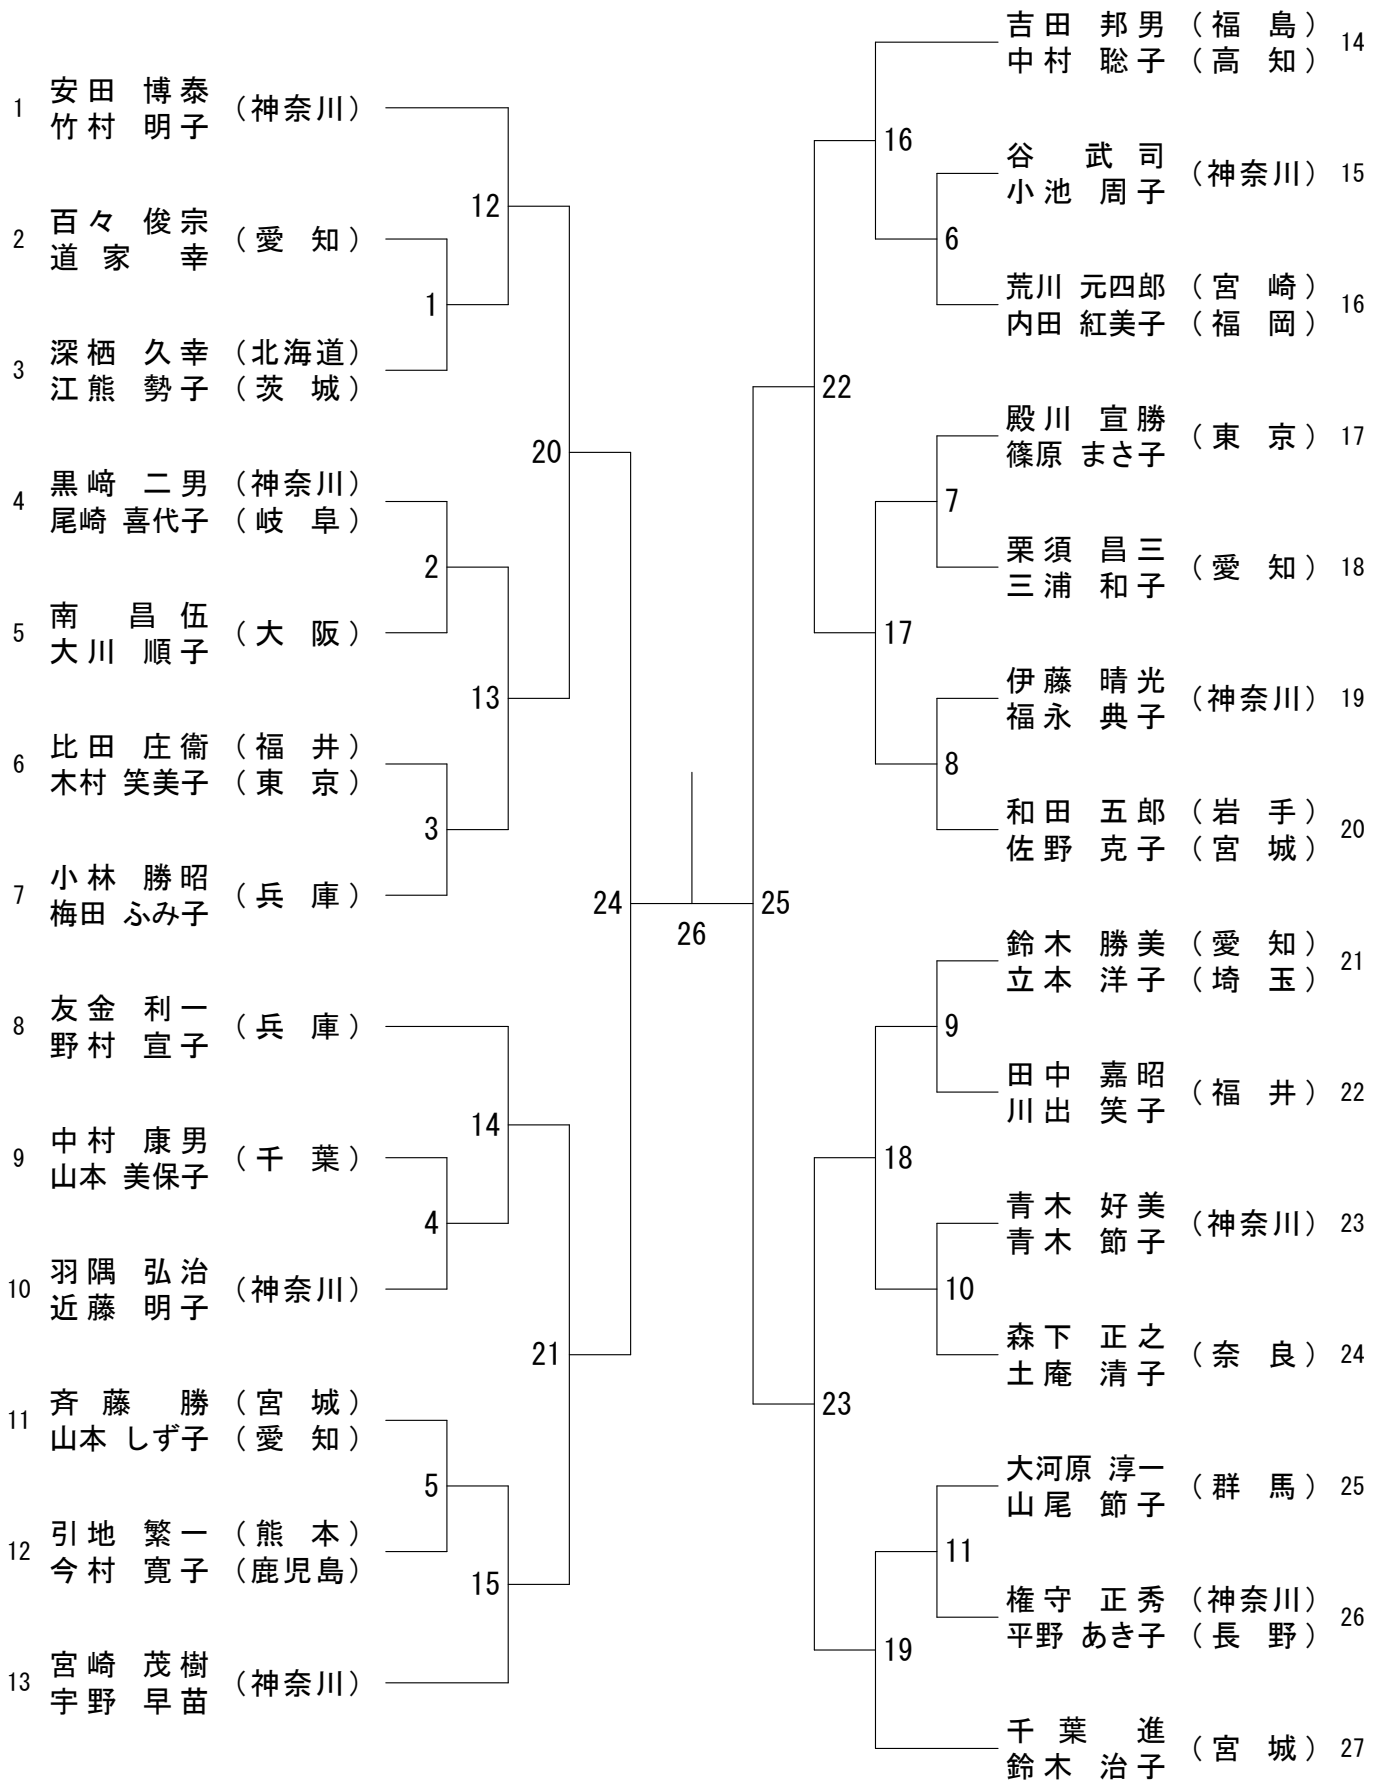 1 安田 博泰 (神奈川)
竹村 明子
2 百々 俊宗 (愛 知)
道家 幸
3 深栖 久幸 (北海道)
江熊 勢子 (茨 城)
4 黒﨑 二男 (神奈川)
尾崎 喜代子 (岐 阜)
5 南 昌伍 (大 阪)
大川 順子
6 比田 庄衞 (福 井)
木村 笑美子 (東 京)
7 小林 勝昭 (兵 庫)
梅田 ふみ子
8 友金 利一 (兵 庫)
野村 宣子
9 中村 康男 (千 葉)
山本 美保子
10 羽隅 弘治 (神奈川)
近藤 明子
11 斉藤 勝 (宮 城)
山本 しず子 (愛 知)
12 引地 繁一 (熊 本)
今村 寛子 (鹿児島)
13 宮崎 茂樹 (神奈川)
宇野 早苗
1
2
3
4
5
12
13
14
15
20
21
24
26
25
22
23
16
17
18
19
6
7
8
9
10
11
吉田 邦男 (福 島) 14
中村 聡子 (高 知)
谷 武司 (神奈川) 15
小池 周子
荒川 元四郎 (宮 崎) 16
内田 紅美子 (福 岡)
殿川 宣勝 (東 京) 17
篠原 まさ子
栗須 昌三 (愛 知) 18
三浦 和子
伊藤 晴光 (神奈川) 19
福永 典子
和田 五郎 (岩 手) 20
佐野 克子 (宮 城)
鈴木 勝美 (愛 知) 21
立本 洋子 (埼 玉)
田中 嘉昭 (福 井) 22
川出 笑子
青木 好美 (神奈川) 23
青木 節子
森下 正之 (奈 良) 24
土庵 清子
大河原 淳一 (群 馬) 25
山尾 節子
権守 正秀 (神奈川) 26
平野 あき子 (長 野)
千葉 進 (宮 城) 27
鈴木 治子